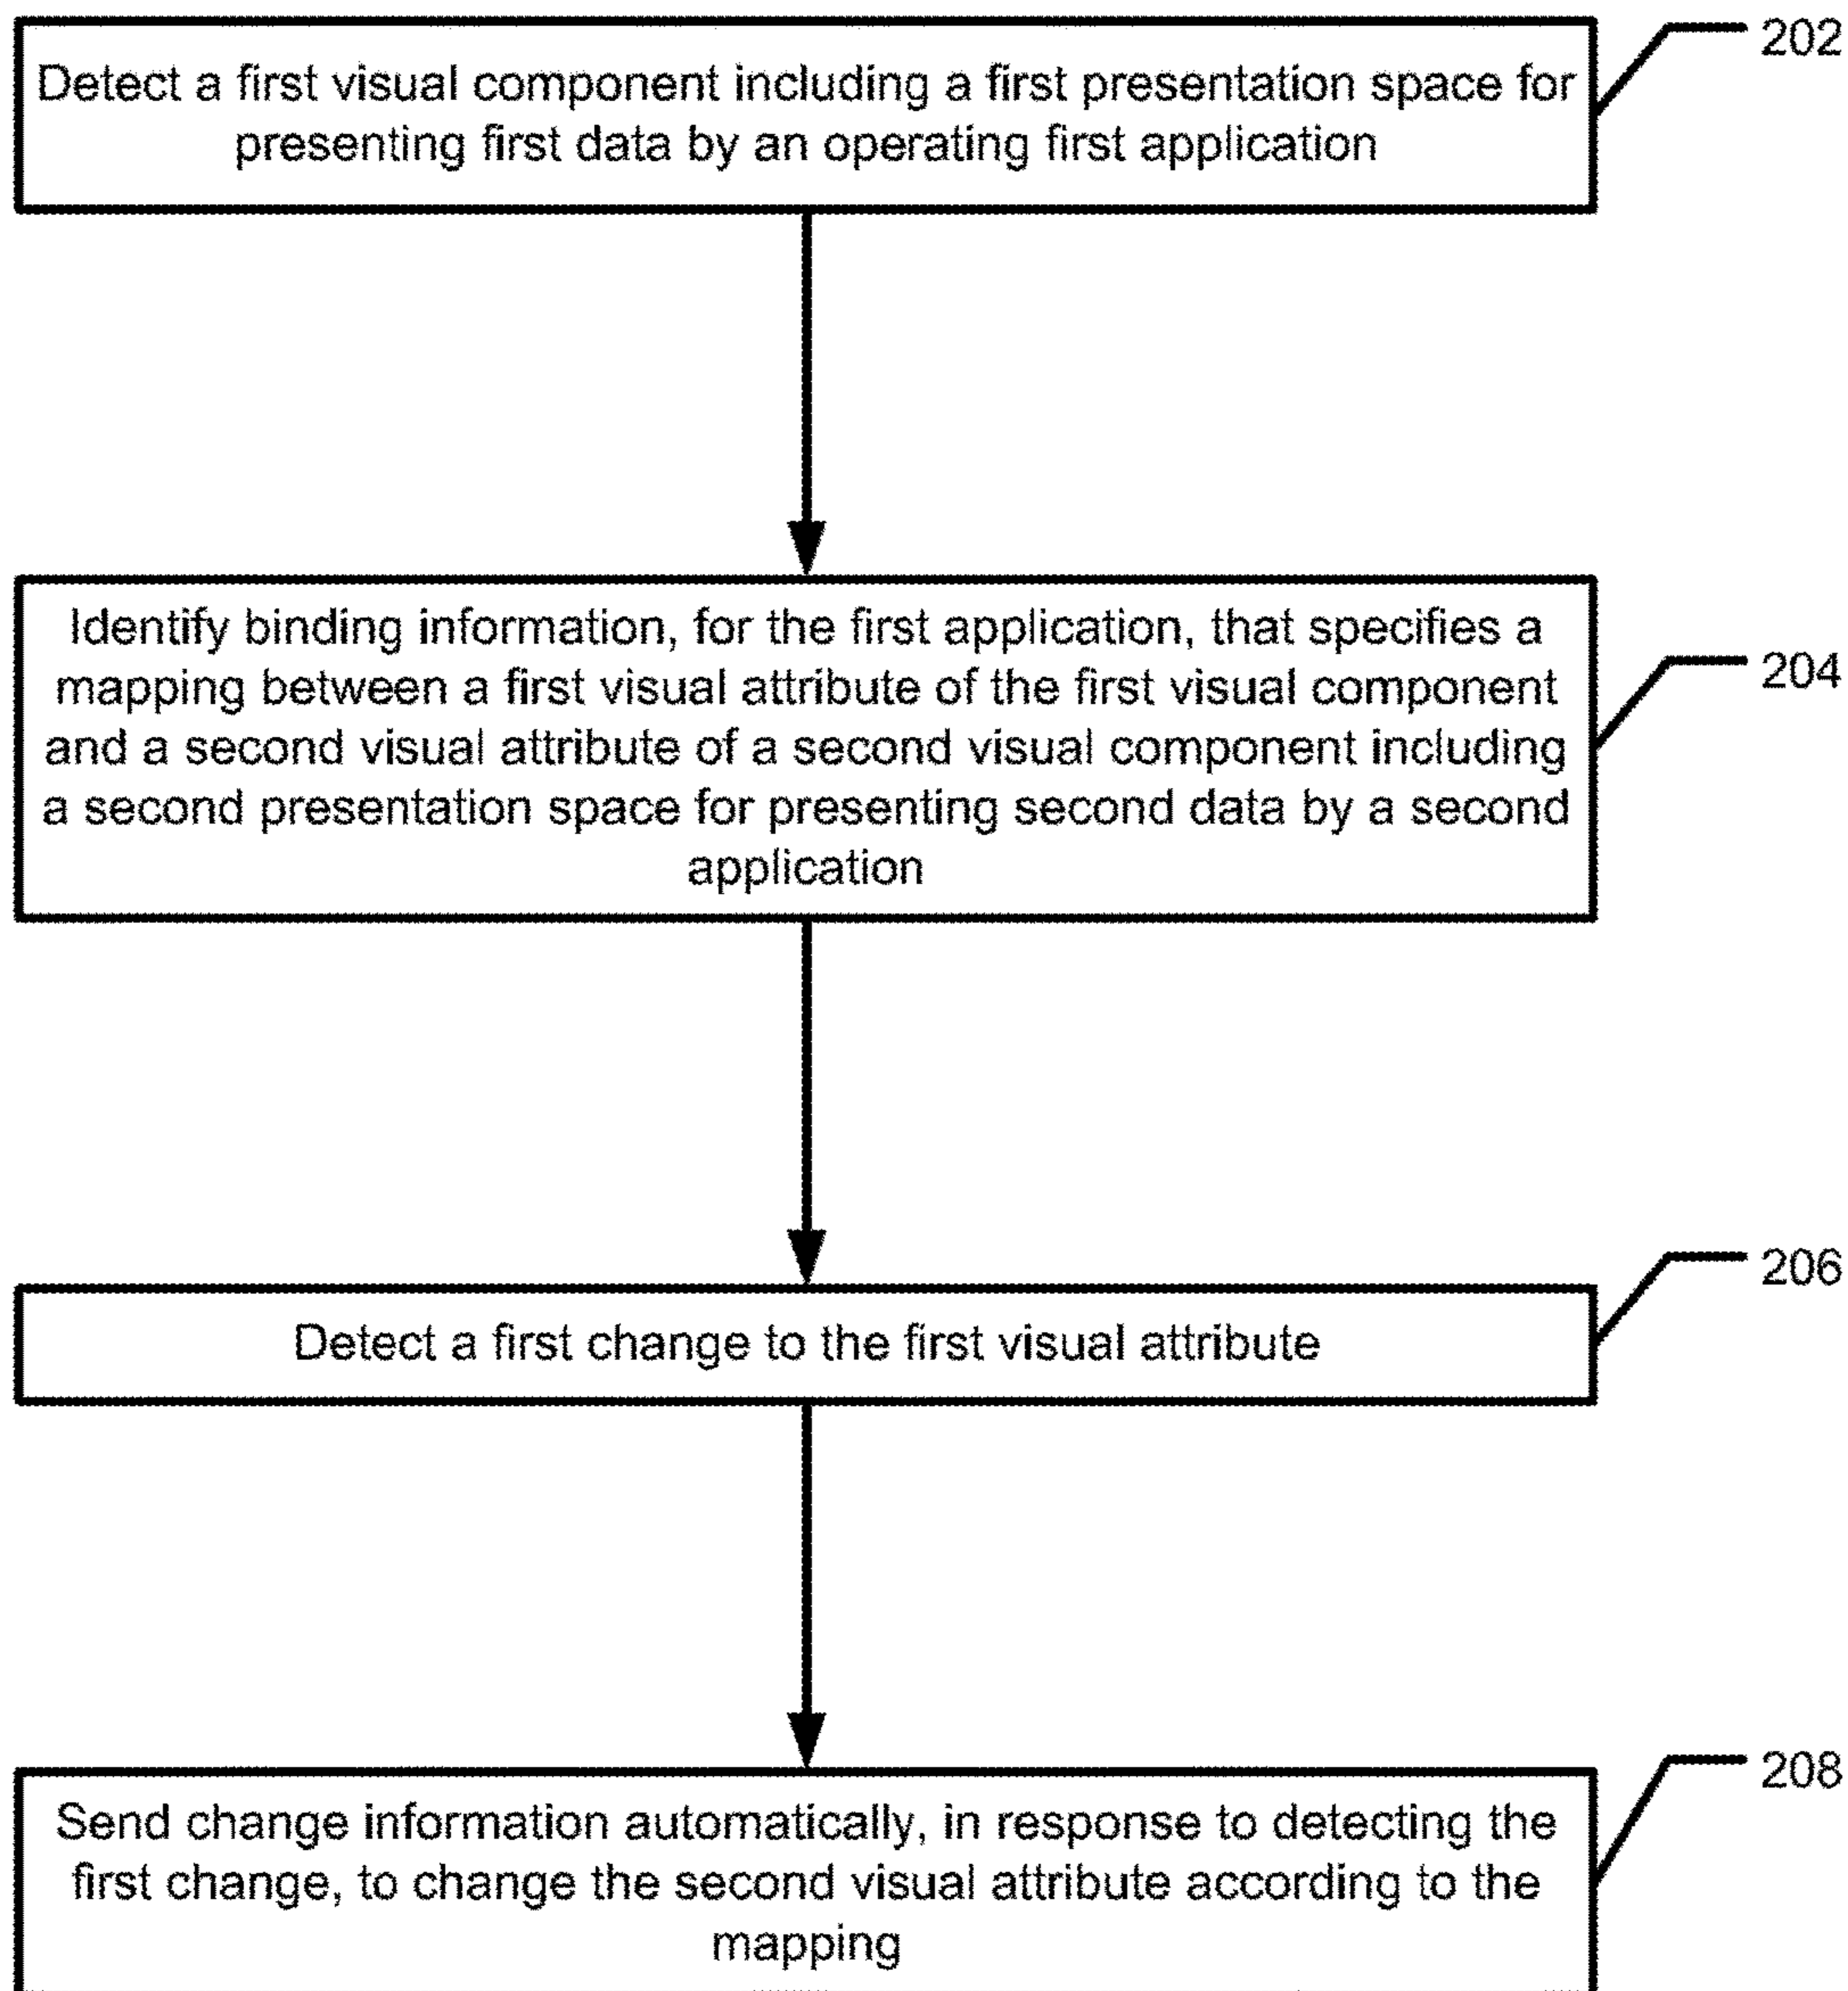 202
Detect a first visual component including a first presentation space for
presenting first data by an operating first application
204
Identify binding information, for the first application, that specifies a
mapping between a first visual attribute of the first visual component
and a second visual attribute of a second visual component including
a second presentation space for presenting second data by a second
application
206
Detect a first change to the first visual attribute
208
Send change information automatically, in response to detecting the
first change, to change the second visual attribute according to the
mapping